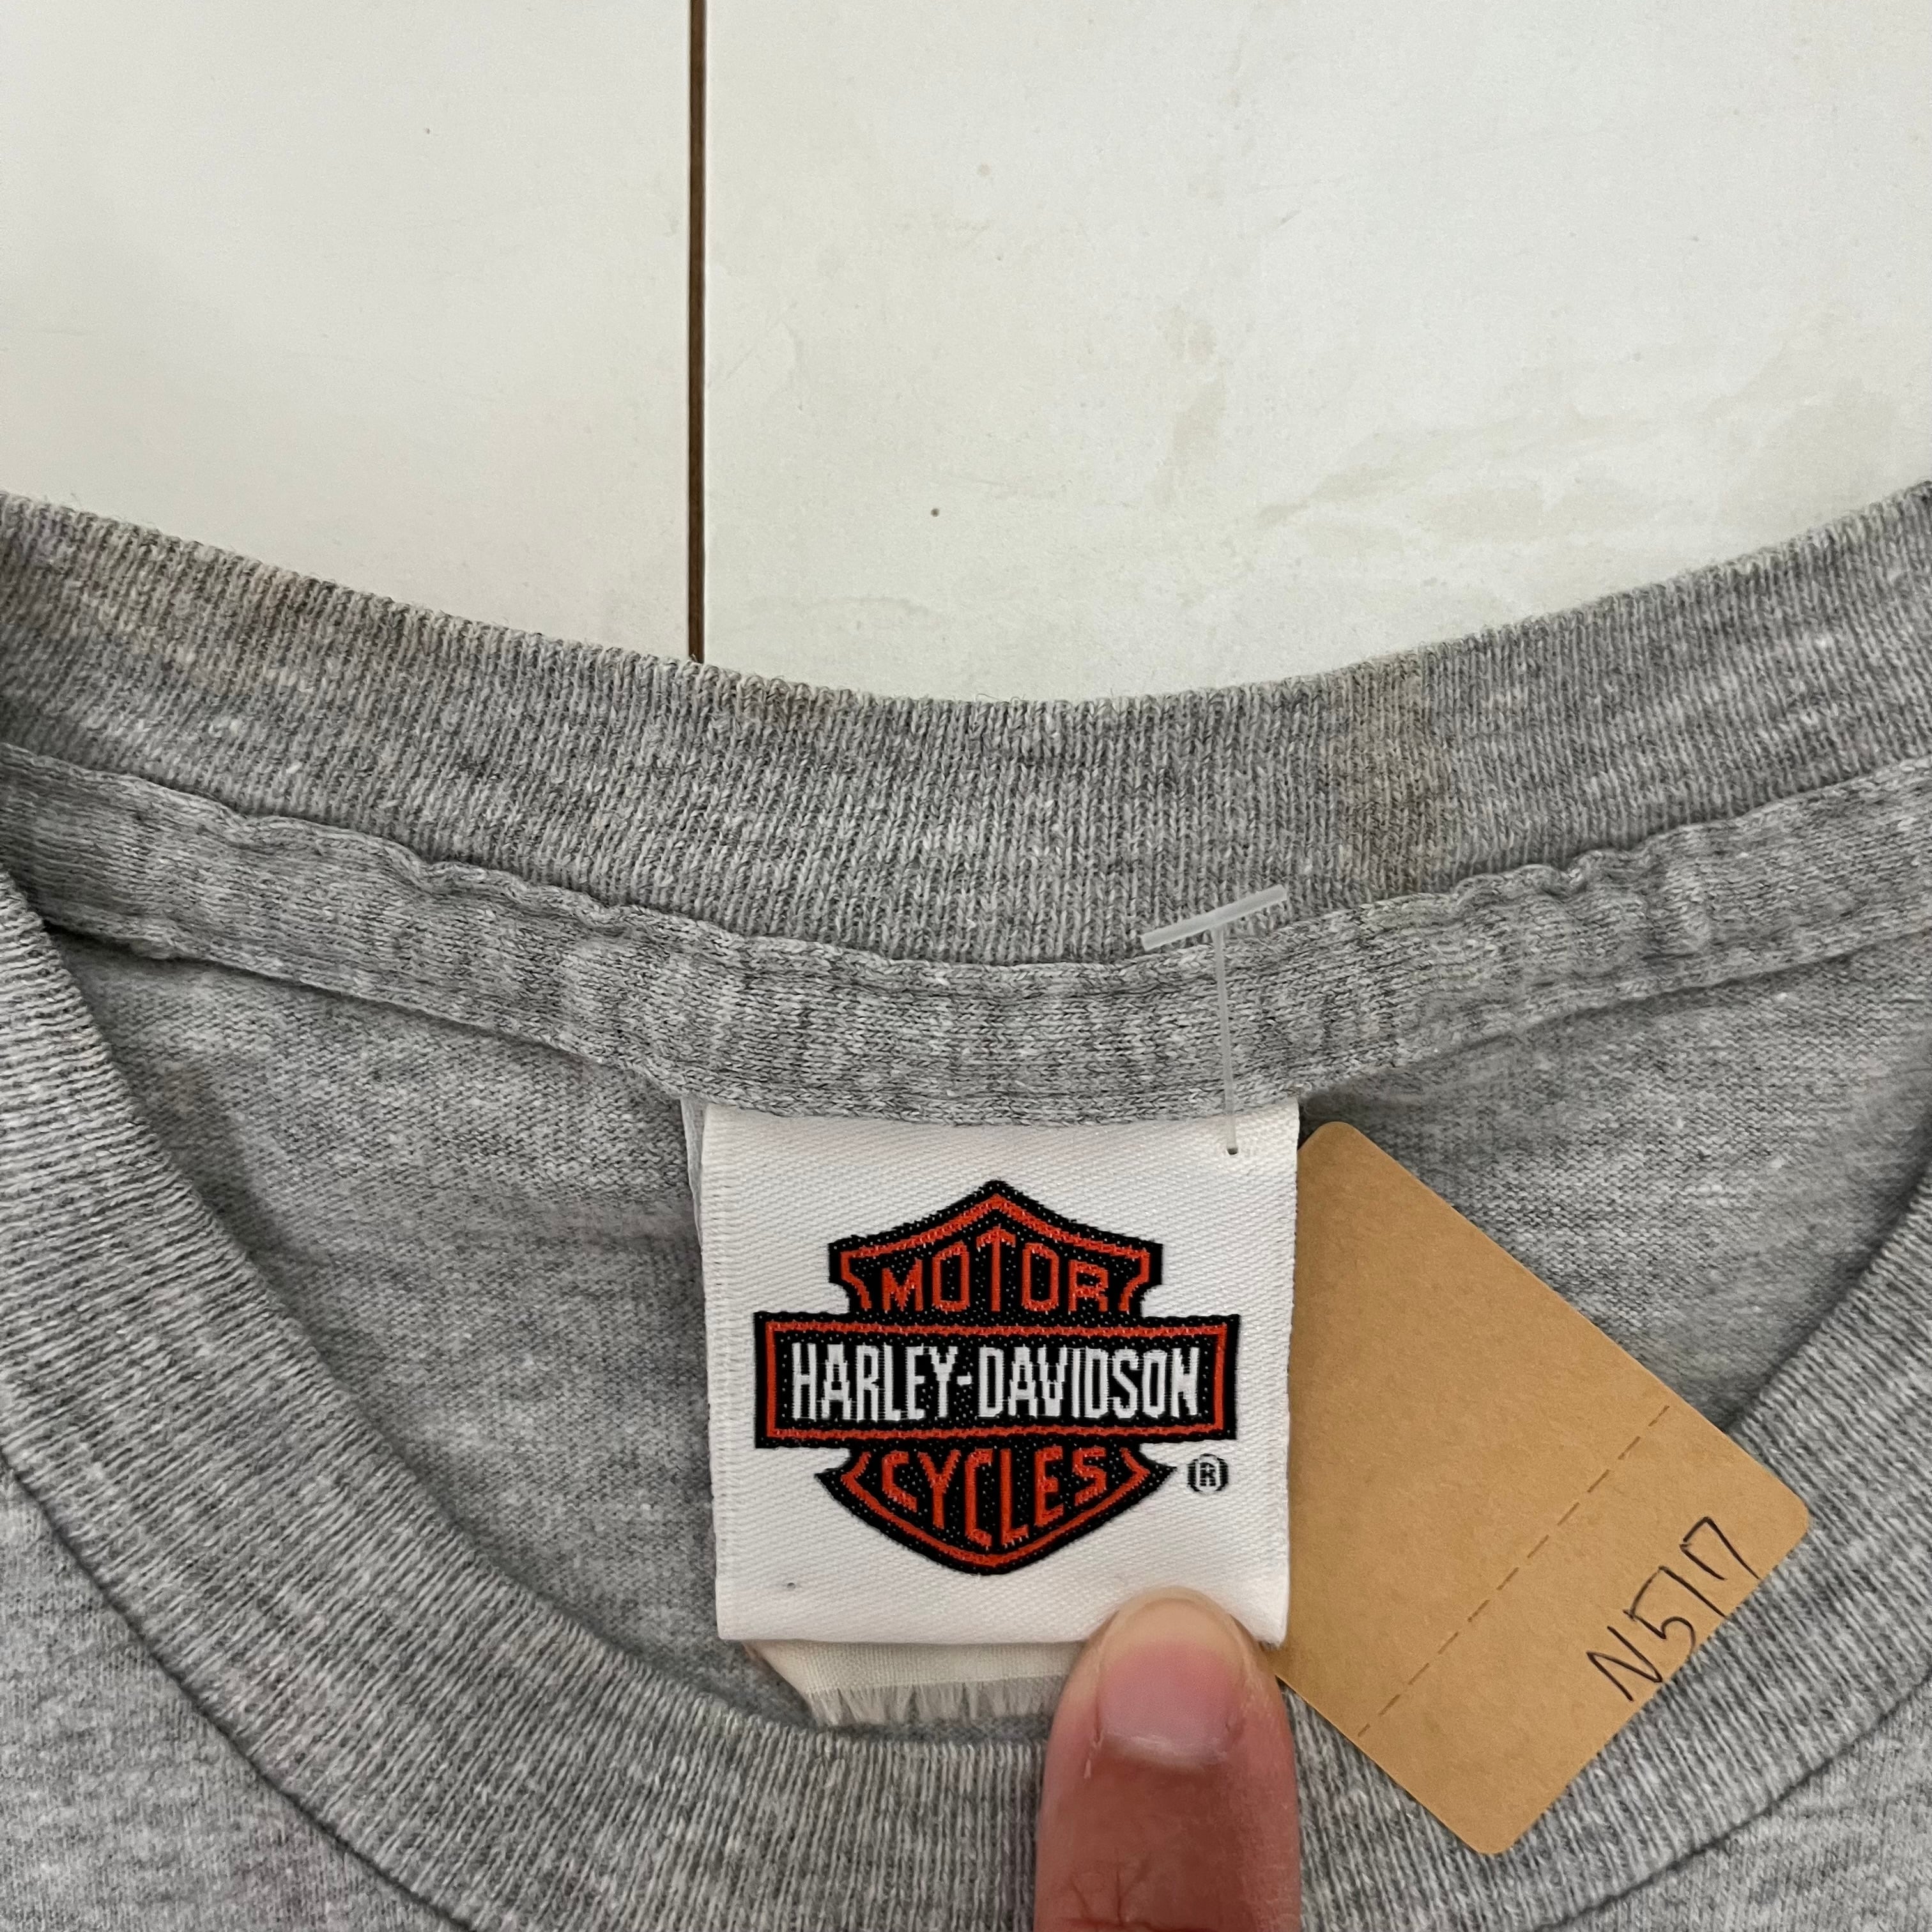 MOTOR
HARLEY-DAVIDSON
CYCLES
®
N517